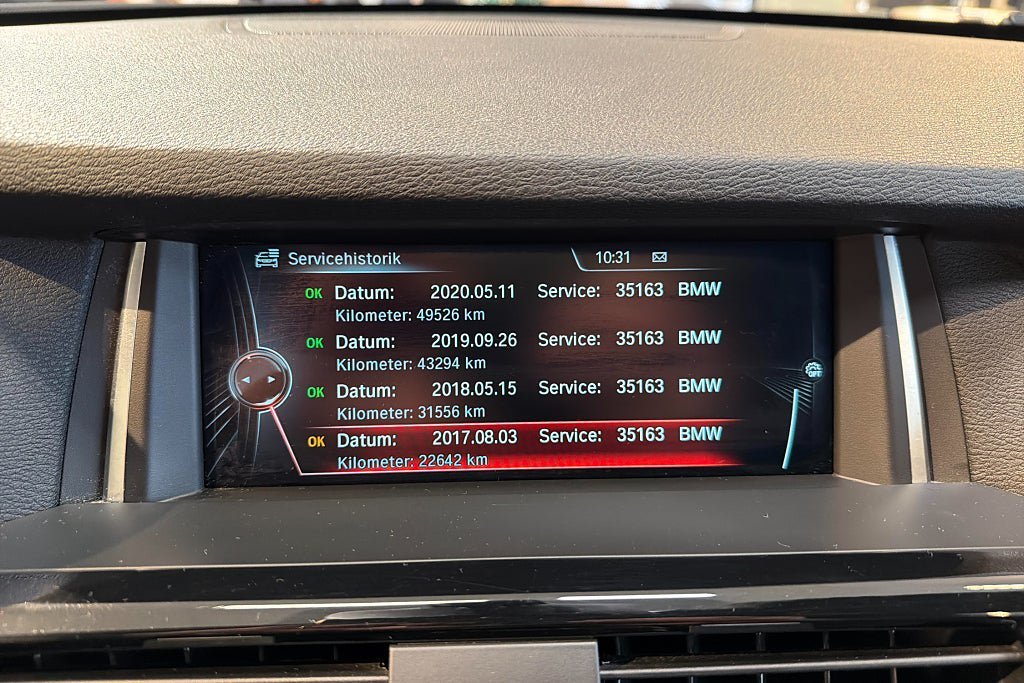 Servicehistorik 10:31
OK Datum: 2020.05.11 Service: 35163 BMW
Kilometer: 49526 km
OK Datum: 2019.09.26 Service: 35163 BMW
Kilometer: 43294 km
OK Datum: 2018.05.15 Service: 35163 BMW
Kilometer: 31556 km
OK Datum: 2017.08.03 Service: 35163 BMW
Kilometer: 22642 km
OPT